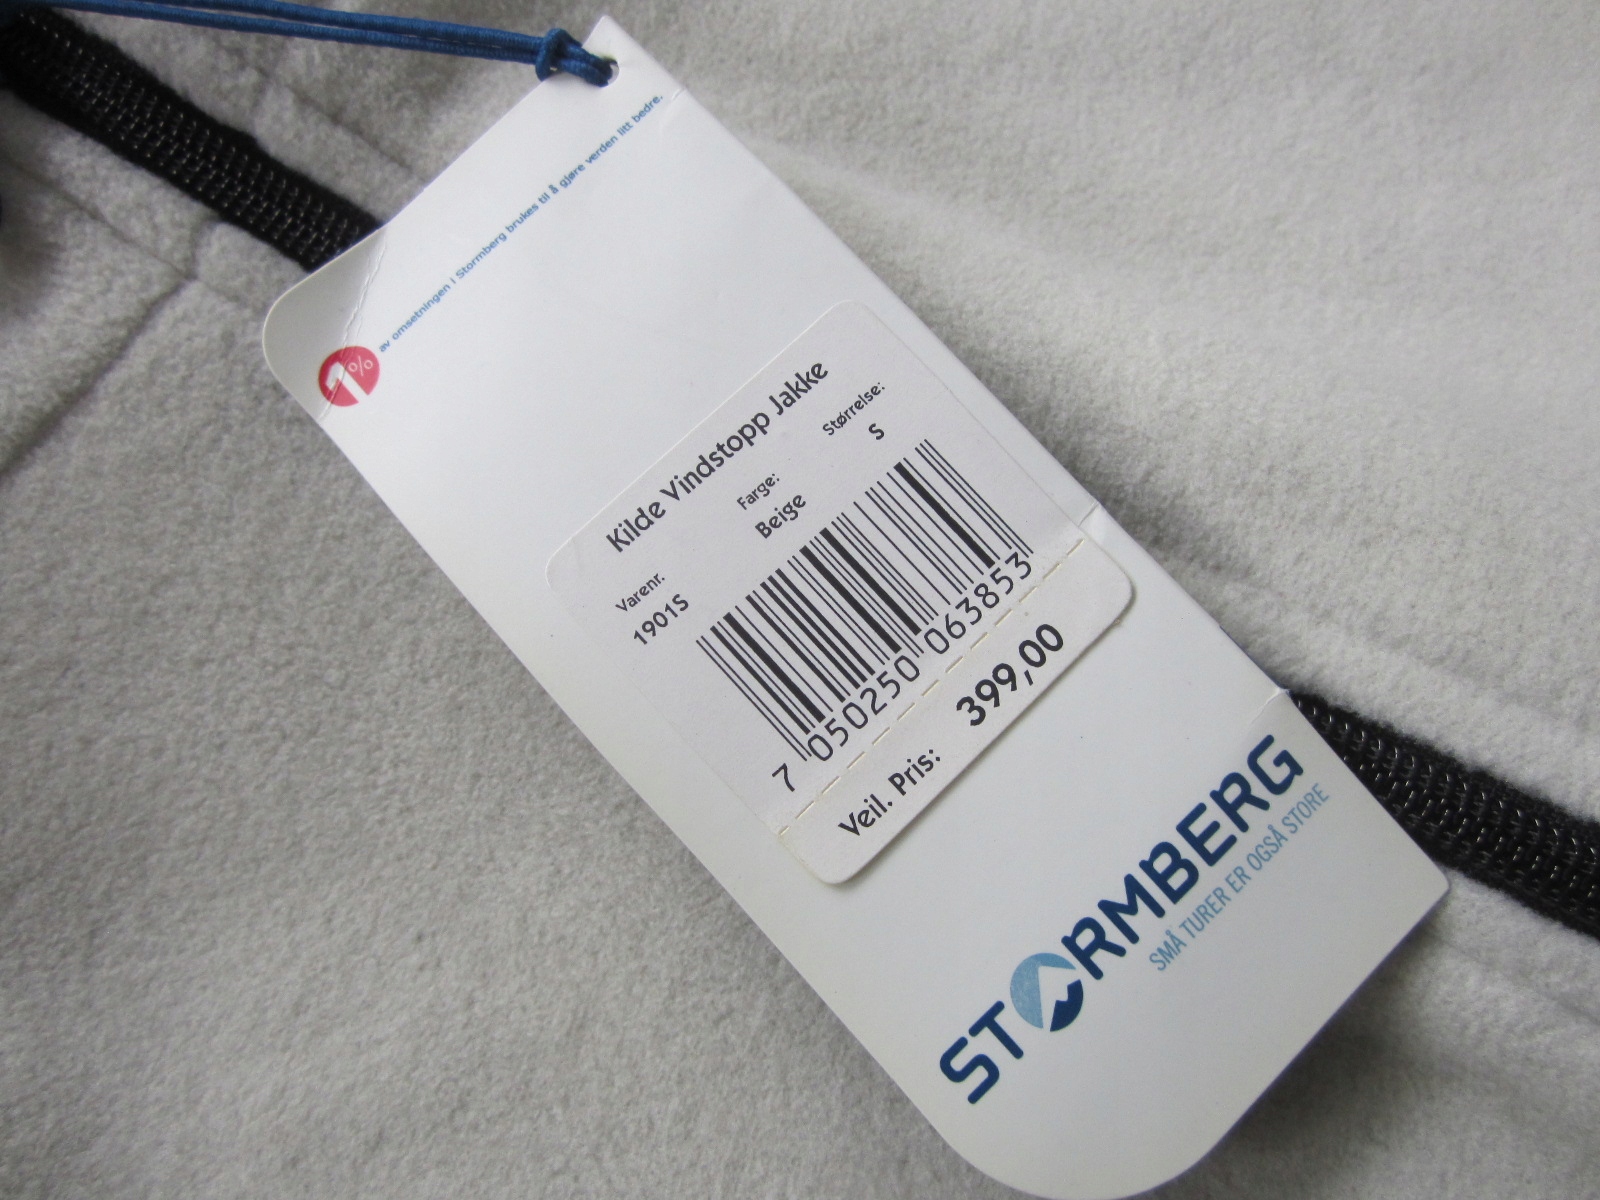 1%
av omsetningen i Stormberg brukes til å gjøre verden litt bedre.
Kilde Vindstopp Jakke
Varenr. Farge: Størrelse:
1901S Beige S
7 050250 063853
Veil. Pris: 399,00
STORMBERG
SMÅ TURER ER OGSÅ STORE